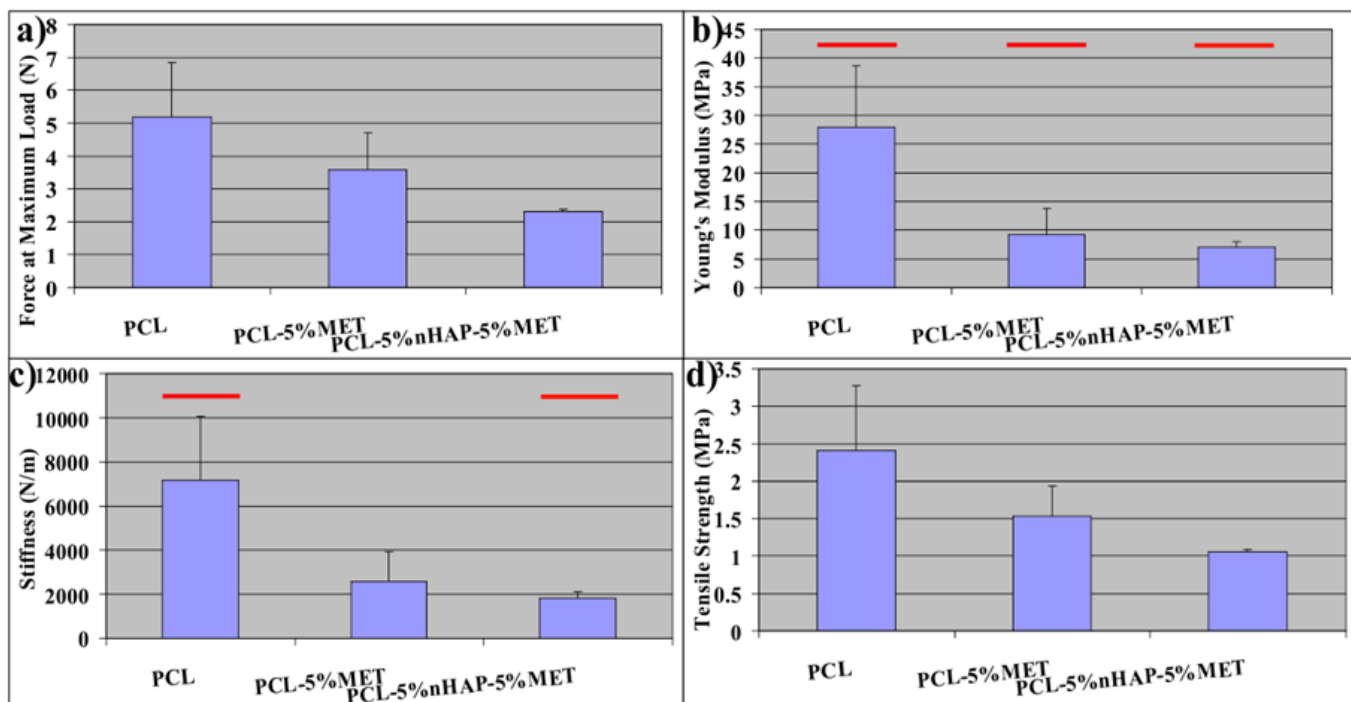 a)
Force at Maximum Load (N)
8
7
6
5
4
3
2
1
0
PCL
PCL-5%MET
PCL-5%nHAP-5%MET
b)
Young's Modulus (MPa)
45
40
35
30
25
20
15
10
5
0
PCL
PCL-5%MET
PCL-5%nHAP-5%MET
c)
Stiffness (N/m)
12000
10000
8000
6000
4000
2000
0
PCL
PCL-5%MET
PCL-5%nHAP-5%MET
d)
Tensile Strength (MPa)
3.5
3
2.5
2
1.5
1
0.5
0
PCL
PCL-5%MET
PCL-5%nHAP-5%MET